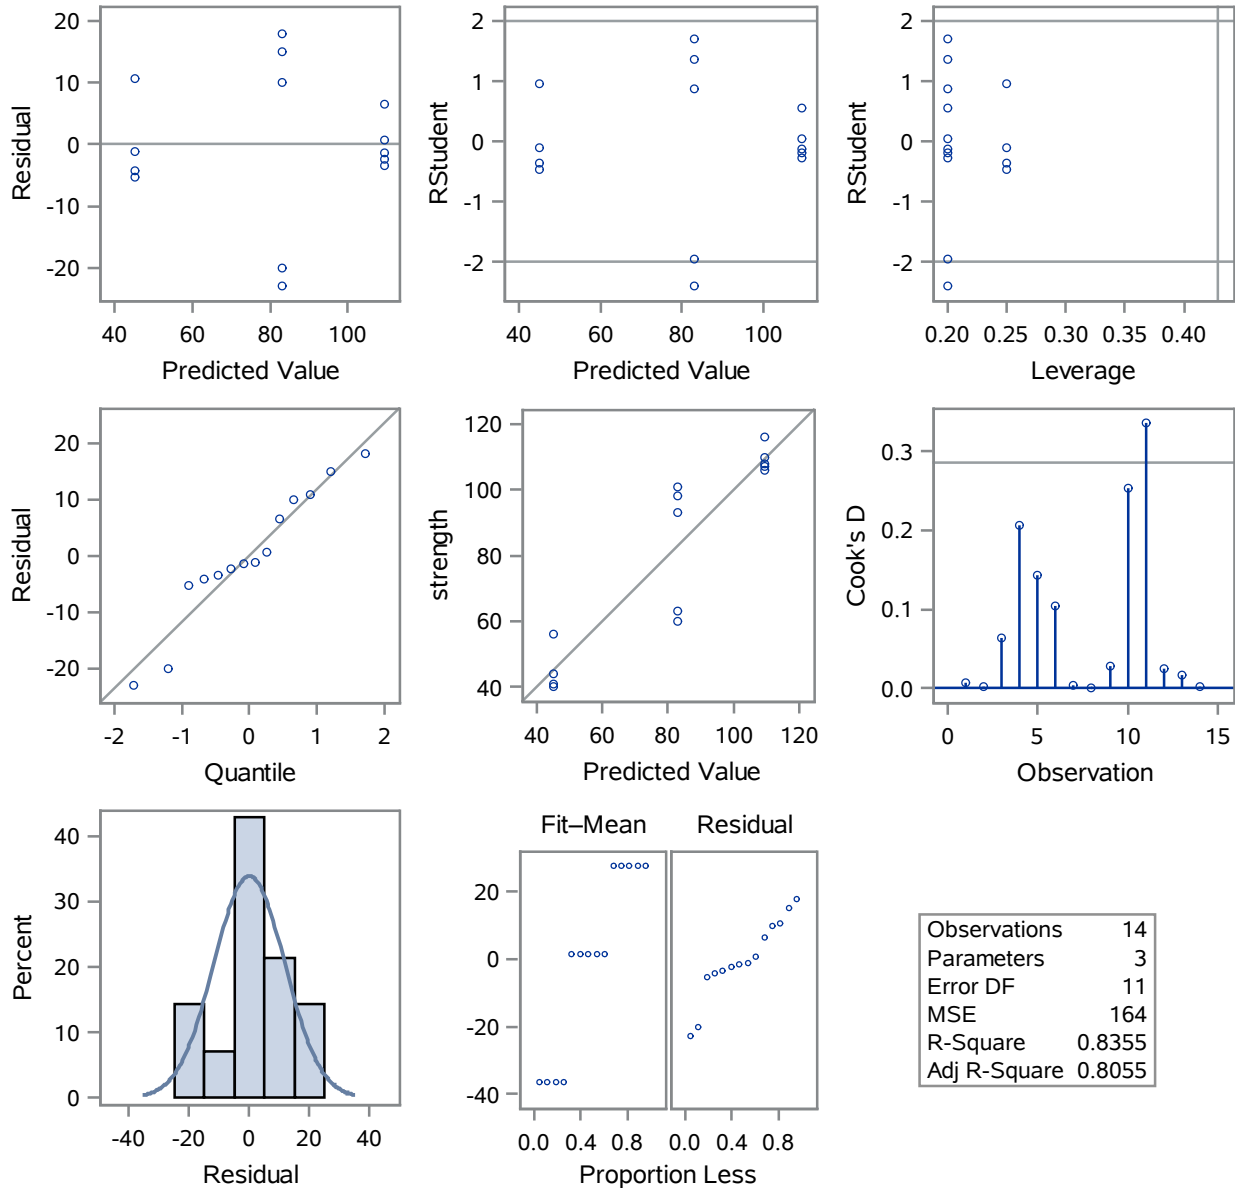 20
10
0
-10
-20
Residual
40 60 80 100
Predicted Value
2
1
0
-1
-2
RStudent
40 60 80 100
Predicted Value
2
1
0
-1
-2
RStudent
0.20 0.25 0.30 0.35 0.40
Leverage
20
10
0
-10
-20
Residual
-2 -1 0 1 2
Quantile
120
100
80
60
40
strength
40 60 80 100 120
Predicted Value
0.3
0.2
0.1
0.0
Cook's D
0 5 10 15
Observation
40
30
20
10
0
Percent
-40 -20 0 20 40
Residual
Fit–Mean Residual
20
0
-20
-40
0.0 0.4 0.8 0.0 0.4 0.8
Proportion Less
Observations 14
Parameters 3
Error DF 11
MSE 164
R-Square 0.8355
Adj R-Square 0.8055